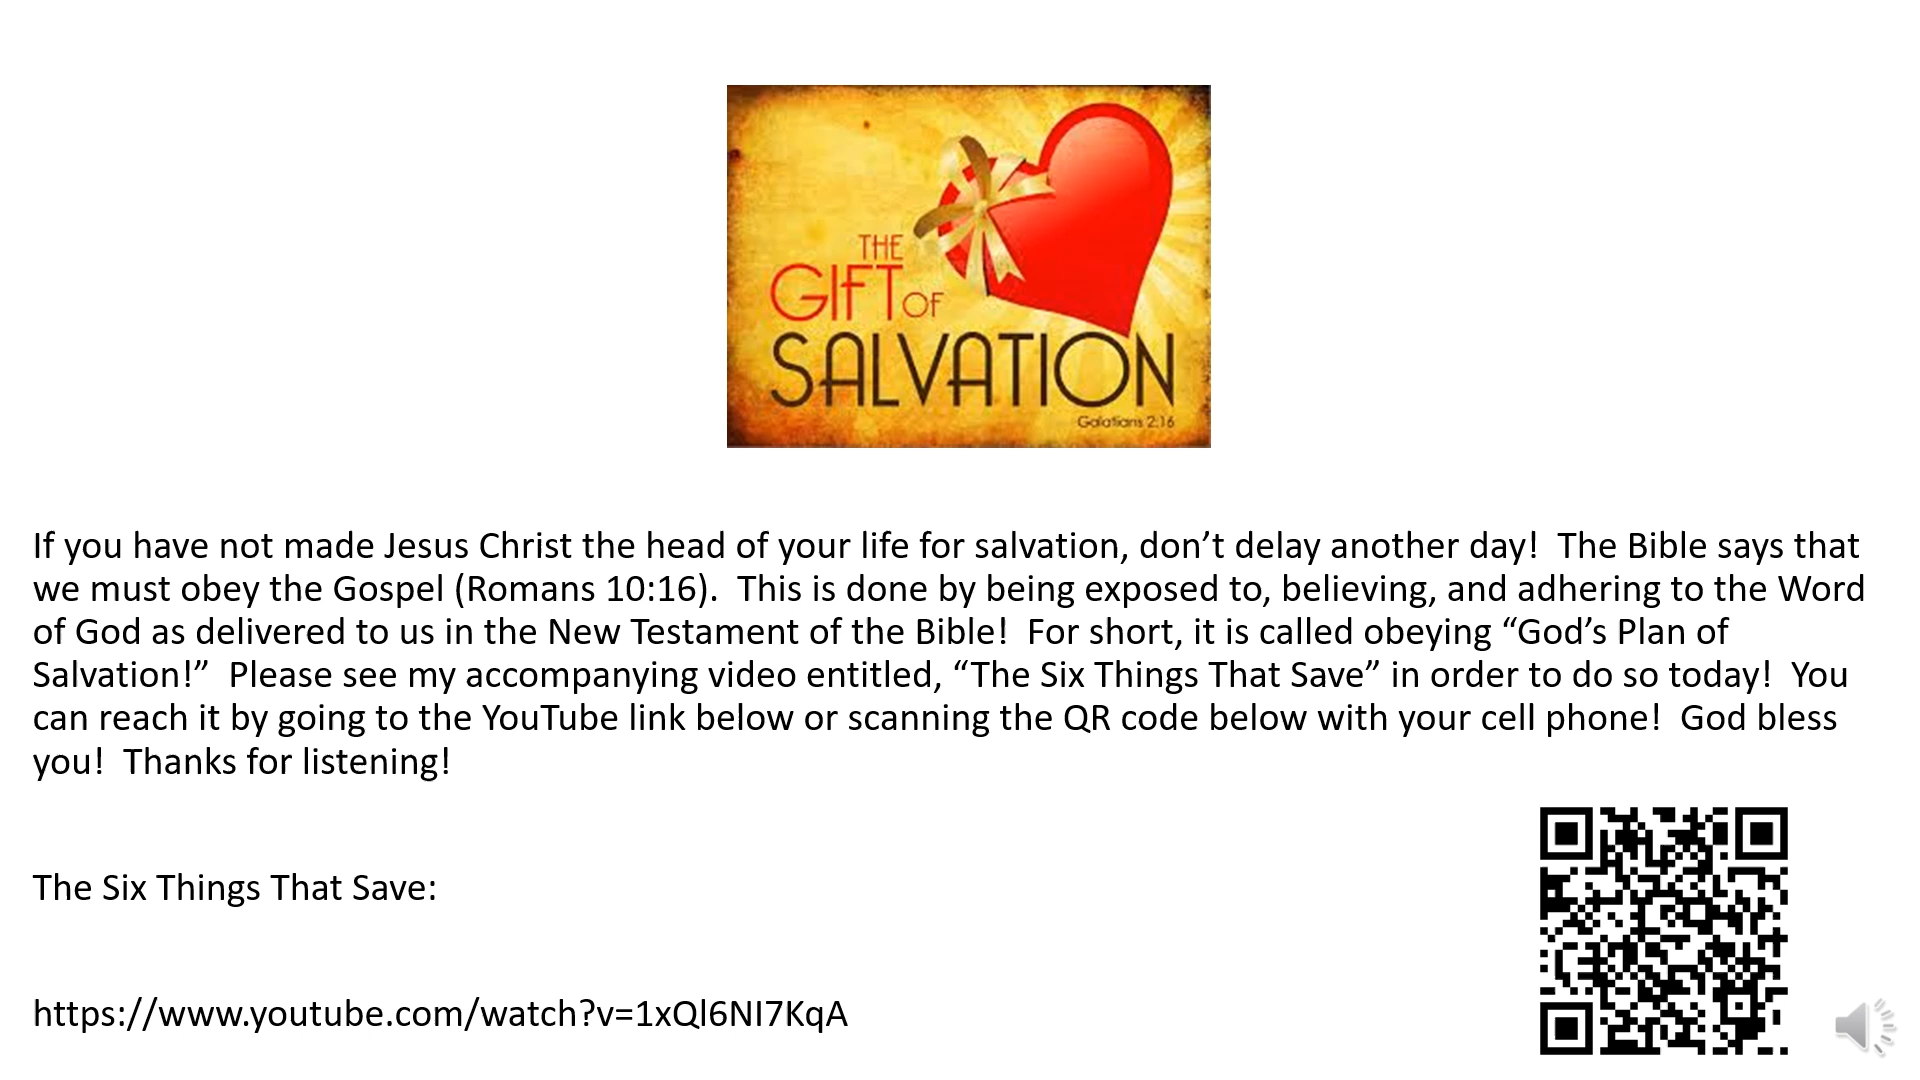 THE
GIFT OF
SALVATION
Galatians 2:16
If you have not made Jesus Christ the head of your life for salvation, don’t delay another day!  The Bible says that
we must obey the Gospel (Romans 10:16).  This is done by being exposed to, believing, and adhering to the Word
of God as delivered to us in the New Testament of the Bible!  For short, it is called obeying “God’s Plan of
Salvation!”  Please see my accompanying video entitled, “The Six Things That Save” in order to do so today!  You
can reach it by going to the YouTube link below or scanning the QR code below with your cell phone!  God bless
you!  Thanks for listening!
The Six Things That Save:
https://www.youtube.com/watch?v=1xQl6NI7KqA